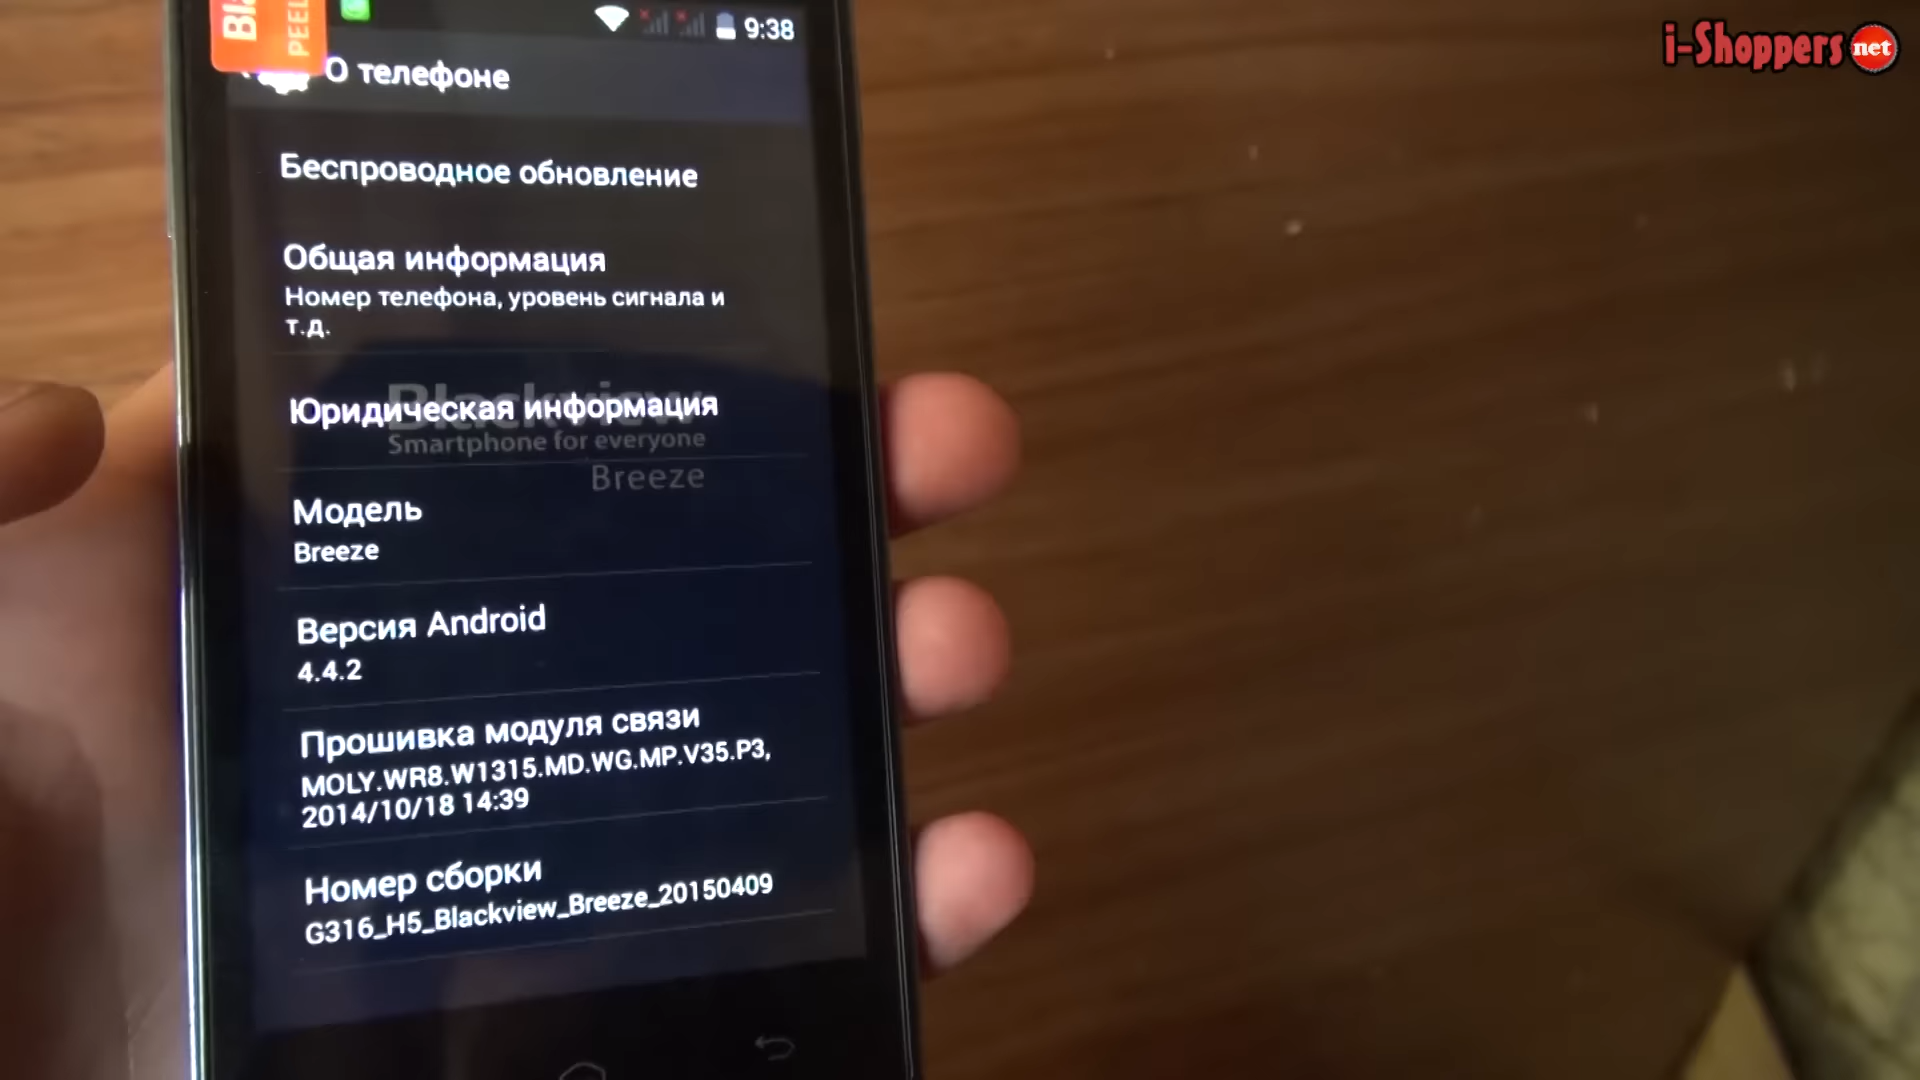 i-Shoppers net
PEEL
9:38
О телефоне
Беспроводное обновление
Общая информация
Номер телефона, уровень сигнала и
т.д.
Юридическая информация
Blackview
Smartphone for everyone
Breeze
Модель
Breeze
Версия Android
4.4.2
Прошивка модуля связи
MOLY.WR8.W1315.MD.WG.MP.V35.P3,
2014/10/18 14:39
Номер сборки
G316_H5_Blackview_Breeze_20150409